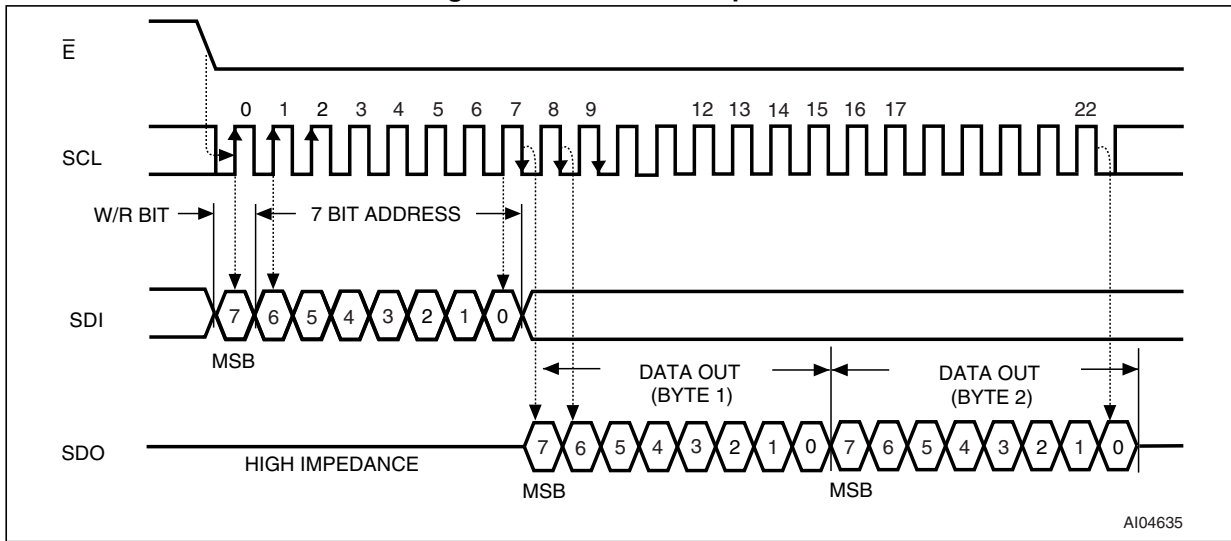 E̅
0 1 2 3 4 5 6 7 8 9 12 13 14 15 16 17 22
SCL
W/R BIT 7 BIT ADDRESS
SDI
7 6 5 4 3 2 1 0
MSB
DATA OUT
(BYTE 1)
DATA OUT
(BYTE 2)
SDO
HIGH IMPEDANCE
7 6 5 4 3 2 1 0 7 6 5 4 3 2 1 0
MSB MSB
AI04635